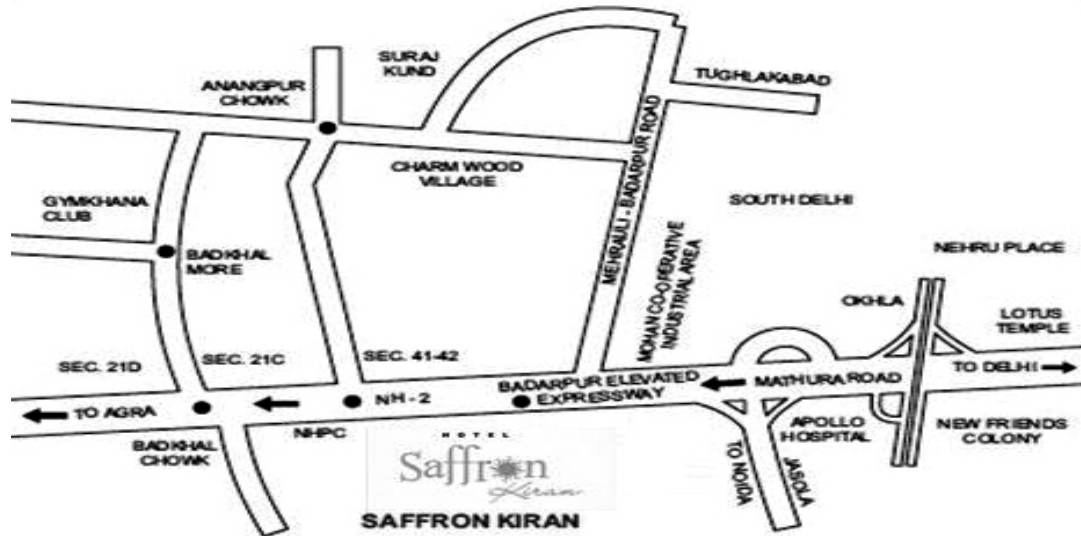 SURAJ
KUND
ANANGPUR
CHOWK
TUGHLAKABAD
CHARM WOOD
VILLAGE
MEHRAULI - BADARPUR ROAD
GYMKHANA
CLUB
BADKHAL
MORE
SOUTH DELHI
MOHAN CO-OPERATIVE
INDUSTRIAL AREA
NEHRU PLACE
OKHLA
LOTUS
TEMPLE
SEC. 21D
SEC. 21C
SEC. 41-42
BADARPUR ELEVATED
EXPRESSWAY
MATHURA ROAD
TO DELHI
TO AGRA
NH - 2
NHPC
BADKHAL
CHOWK
APOLLO
HOSPITAL
NEW FRIENDS
COLONY
TO NOIDA
JASOLA
HOTEL
Saffron
Kiran
SAFFRON KIRAN